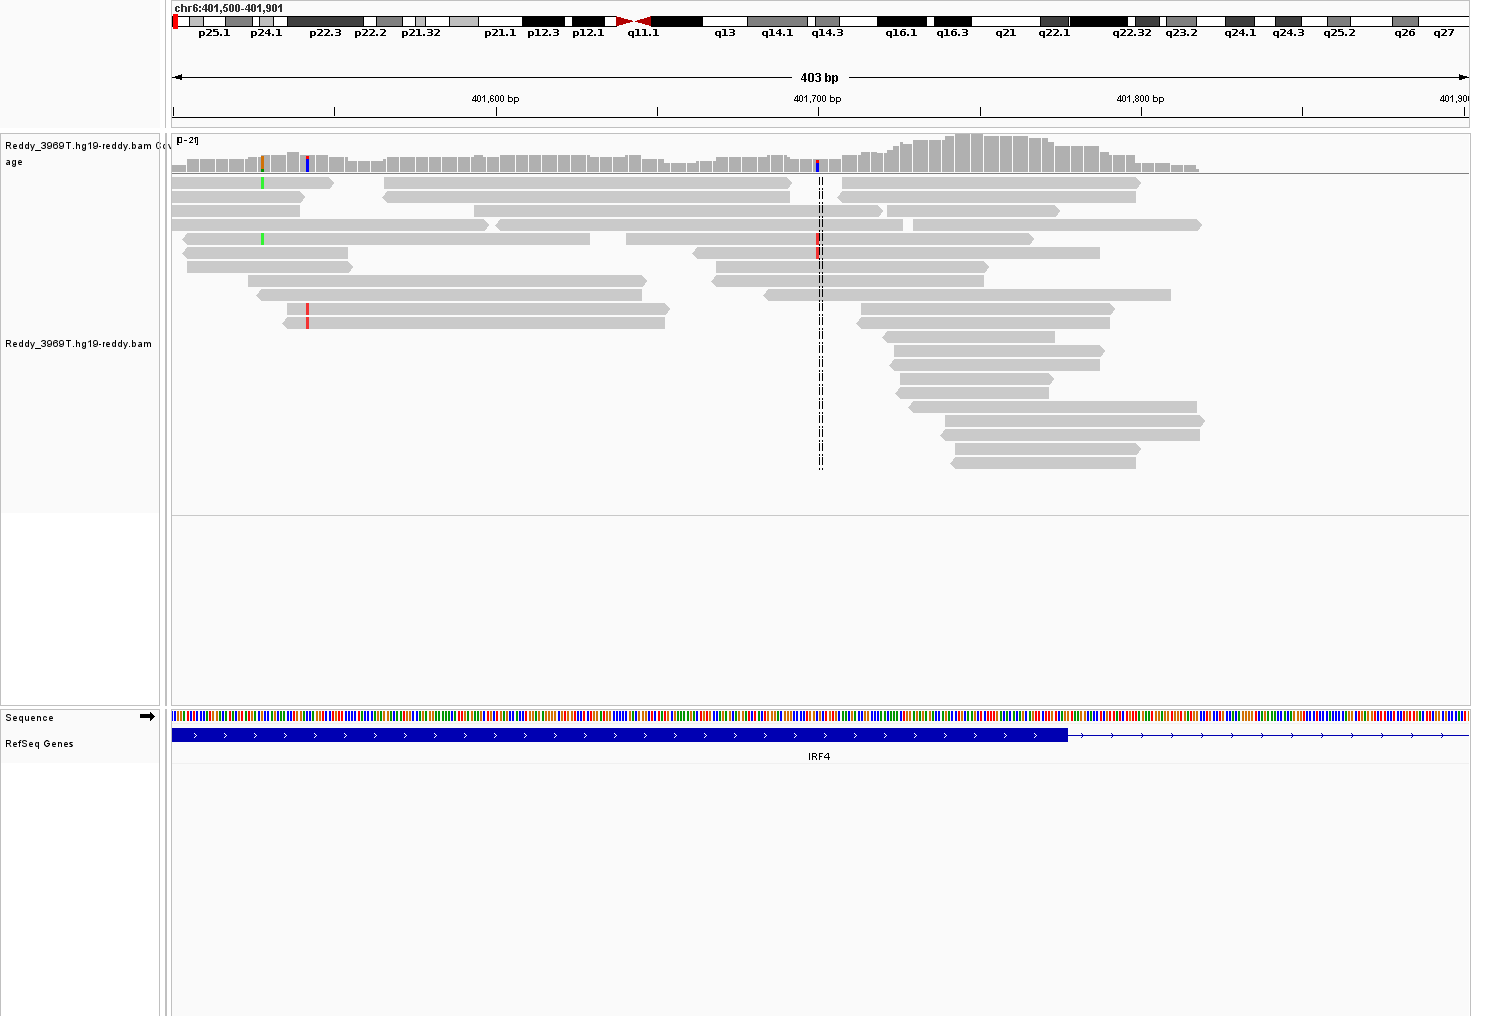 chr6:401,500-401,901
p25.1 p24.1 p22.3 p22.2 p21.32 p21.1 p12.3 p12.1 q11.1 q13 q14.1 q14.3 q16.1 q16.3 q21 q22.1 q22.32 q23.2 q24.1 q24.3 q25.2 q26 q27
403 bp
401,600 bp 401,700 bp 401,800 bp 401,900
Reddy_3969T.hg19-reddy.bam Cov
age
[0 - 21]
Reddy_3969T.hg19-reddy.bam
Sequence
RefSeq Genes
IRF4